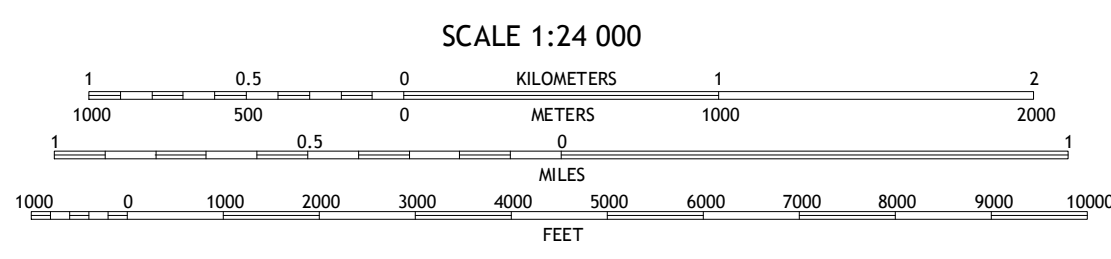 SCALE 1:24 000
1 0.5 0 KILOMETERS 1 2
1000 500 0 METERS 1000 2000
1 0.5 0 1
MILES
1000 0 1000 2000 3000 4000 5000 6000 7000 8000 9000 10000
FEET